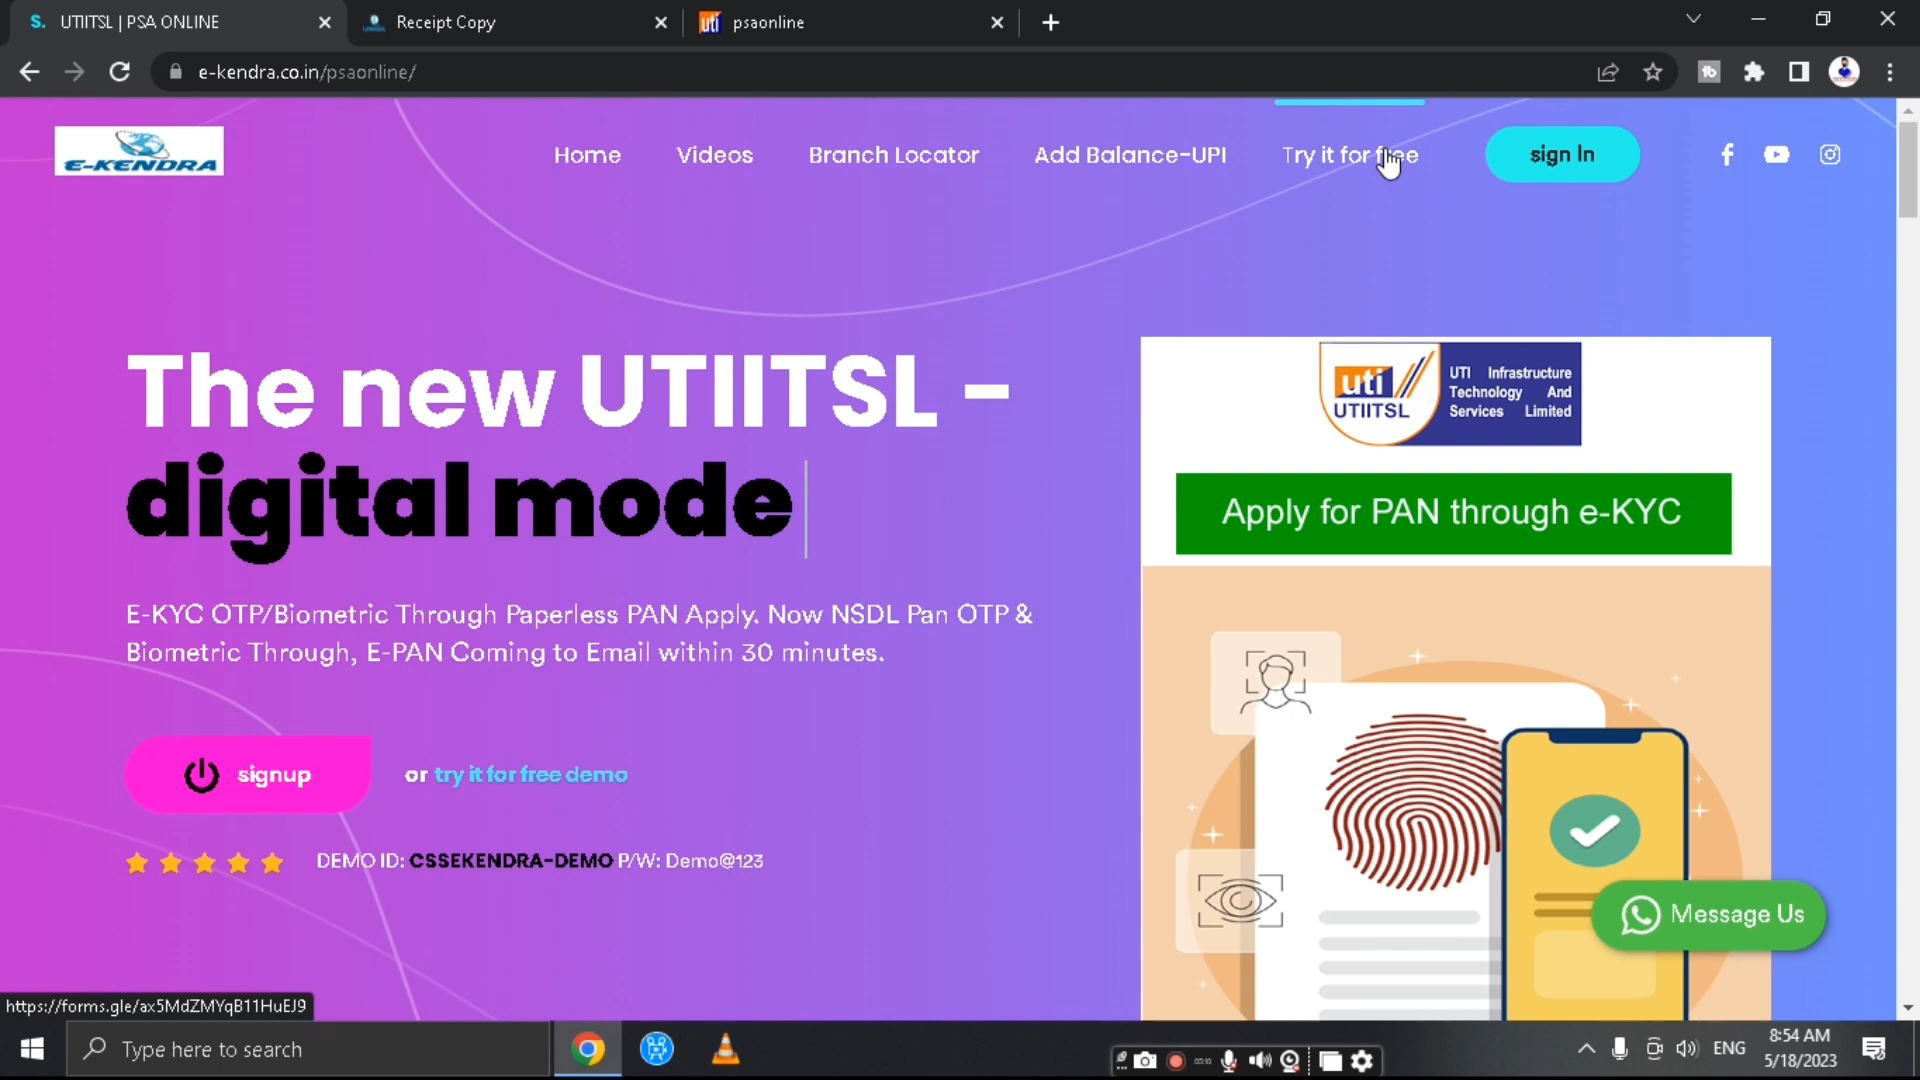 UTIITSL | PSA ONLINE
Receipt Copy
uti psaonline
e-kendra.co.in/psaonline/
E-KENDRA
Home
Videos
Branch Locator
Add Balance-UPI
Try it for free
sign In
The new UTIITSL -
digital mode
E-KYC OTP/Biometric Through Paperless PAN Apply. Now NSDL Pan OTP &
Biometric Through, E-PAN Coming to Email within 30 minutes.
signup
or try it for free demo
DEMO ID: CSSEKENDRA-DEMO P/W: Demo@123
uti
UTIITSL
UTI Infrastructure
Technology And
Services Limited
Apply for PAN through e-KYC
Message Us
https://forms.gle/ax5MdZMYqB11HuEJ9
Type here to search
ENG
8:54 AM
5/18/2023